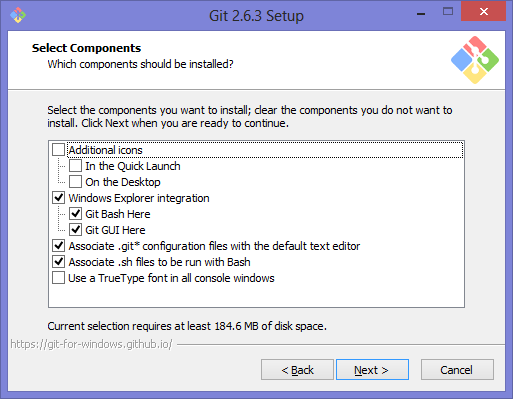 Git 2.6.3 Setup
Select Components
Which components should be installed?
Select the components you want to install; clear the components you do not want to
install. Click Next when you are ready to continue.
Additional icons
In the Quick Launch
On the Desktop
Windows Explorer integration
Git Bash Here
Git GUI Here
Associate .git* configuration files with the default text editor
Associate .sh files to be run with Bash
Use a TrueType font in all console windows
Current selection requires at least 184.6 MB of disk space.
https://git-for-windows.github.io/
< Back
Next >
Cancel